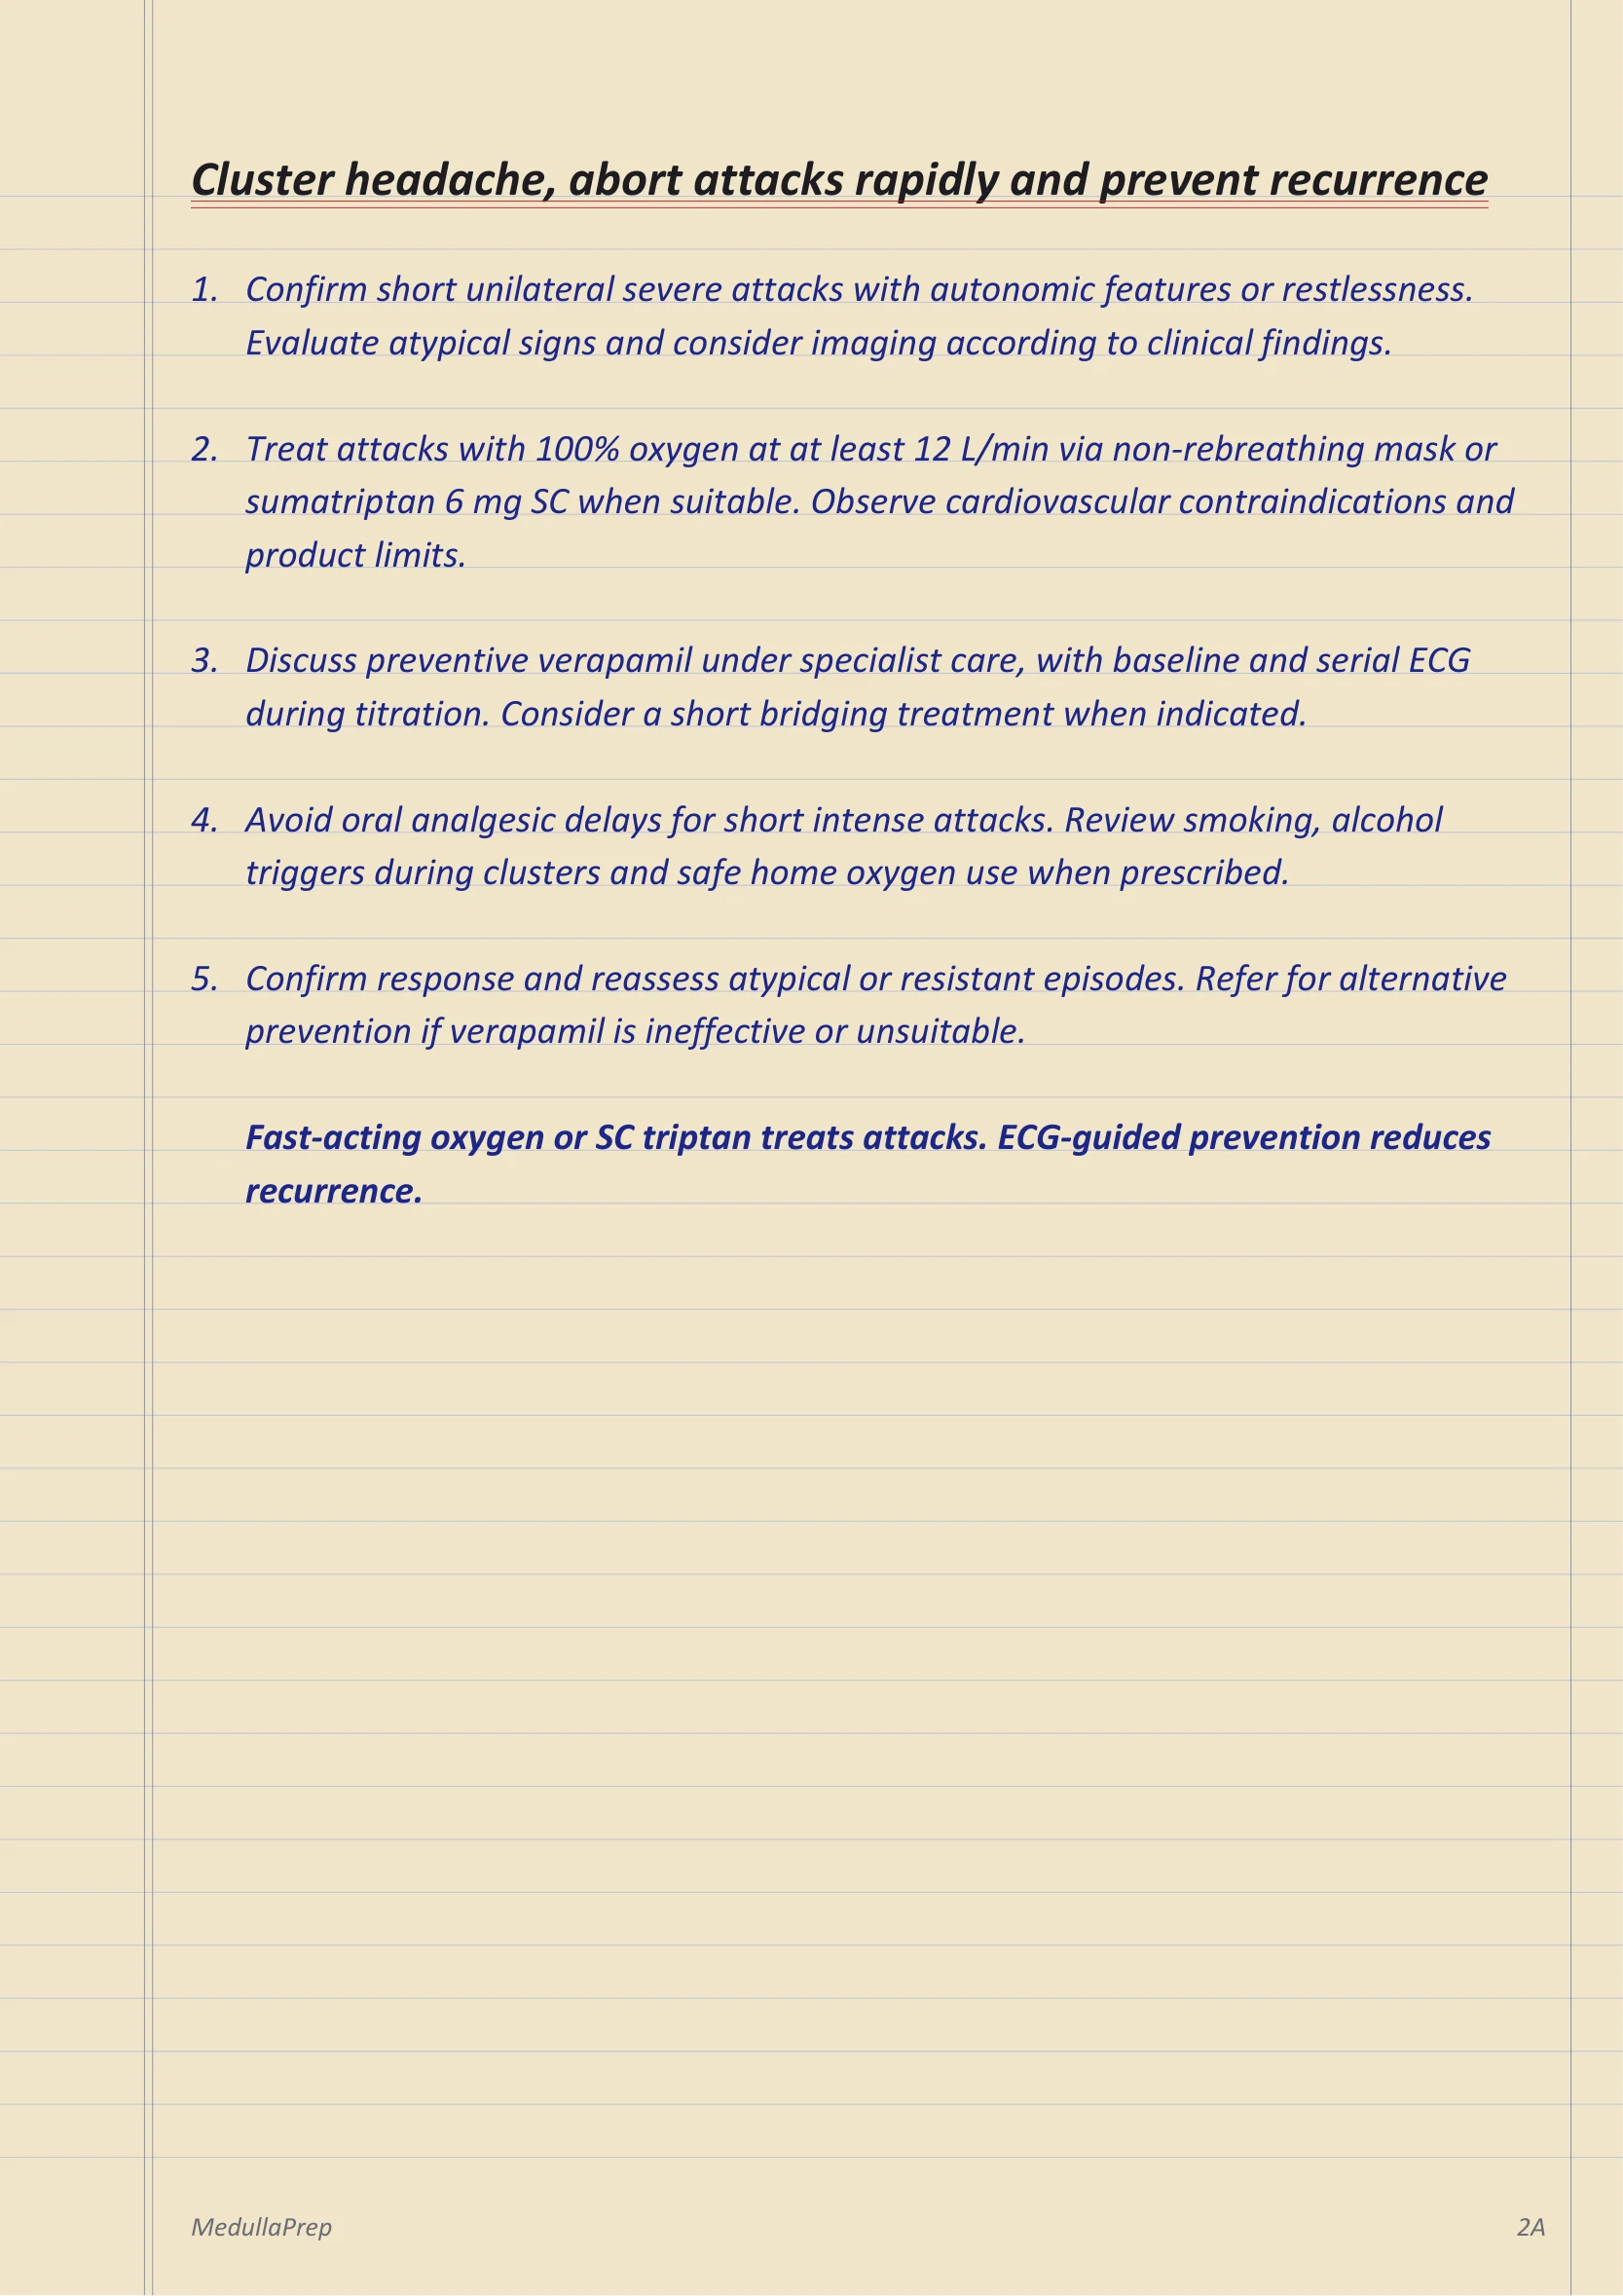 Cluster headache, abort attacks rapidly and prevent recurrence
1. Confirm short unilateral severe attacks with autonomic features or restlessness.
Evaluate atypical signs and consider imaging according to clinical findings.
2. Treat attacks with 100% oxygen at at least 12 L/min via non-rebreathing mask or
sumatriptan 6 mg SC when suitable. Observe cardiovascular contraindications and
product limits.
3. Discuss preventive verapamil under specialist care, with baseline and serial ECG
during titration. Consider a short bridging treatment when indicated.
4. Avoid oral analgesic delays for short intense attacks. Review smoking, alcohol
triggers during clusters and safe home oxygen use when prescribed.
5. Confirm response and reassess atypical or resistant episodes. Refer for alternative
prevention if verapamil is ineffective or unsuitable.
Fast-acting oxygen or SC triptan treats attacks. ECG-guided prevention reduces
recurrence.
MedullaPrep 2A